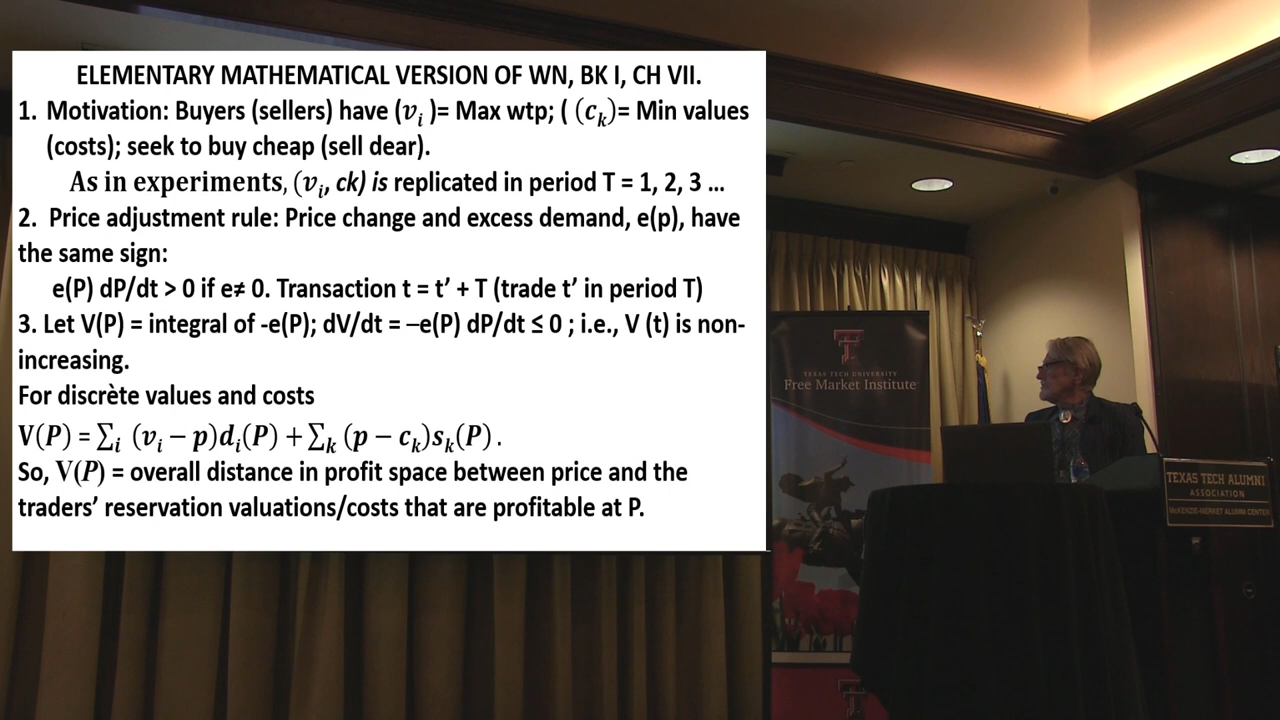 ELEMENTARY MATHEMATICAL VERSION OF WN, BK I, CH VII.
1. Motivation: Buyers (sellers) have (vᵢ )= Max wtp; ( (cₖ)= Min values
(costs); seek to buy cheap (sell dear).
As in experiments, (vᵢ, ck) is replicated in period T = 1, 2, 3 ...
2. Price adjustment rule: Price change and excess demand, e(p), have
the same sign:
e(P) dP/dt > 0 if e≠ 0. Transaction t = t’ + T (trade t’ in period T)
3. Let V(P) = integral of -e(P); dV/dt = –e(P) dP/dt ≤ 0 ; i.e., V (t) is non-
increasing.
For discrète values and costs
V(P) = ∑ᵢ (vᵢ − p)dᵢ(P) + ∑ₖ (p − cₖ)sₖ(P) .
So, V(P) = overall distance in profit space between price and the
traders’ reservation valuations/costs that are profitable at P.
TEXAS TECH UNIVERSITY
Free Market Institute
TEXAS TECH ALUMNI
ASSOCIATION
McKENZIE-MERKET ALUMNI CENTER